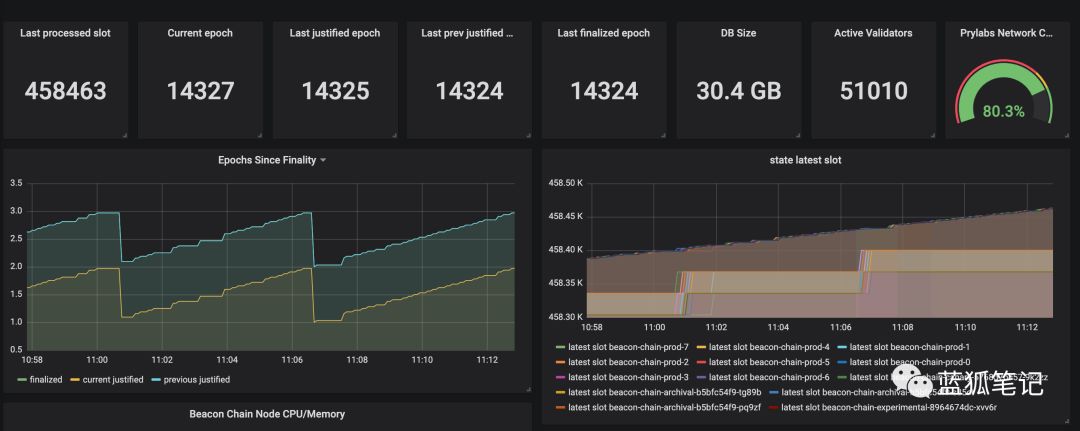 Last processed slot
Current epoch
Last justified epoch
Last prev justified ...
Last finalized epoch
DB Size
Active Validators
Prylabs Network C...
458463
14327
14325
14324
14324
30.4 GB
51010
80.3%
Epochs Since Finality
3.5
3.0
2.5
2.0
1.5
1.0
0.5
10:58
11:00
11:02
11:04
11:06
11:08
11:10
11:12
finalized
current justified
previous justified
state latest slot
458.50 K
458.45 K
458.40 K
458.35 K
458.30 K
10:58
11:00
11:02
11:04
11:06
11:08
11:10
11:12
latest slot beacon-chain-prod-7
latest slot beacon-chain-prod-4
latest slot beacon-chain-prod-1
latest slot beacon-chain-prod-2
latest slot beacon-chain-prod-5
latest slot beacon-chain-prod-0
latest slot beacon-chain-prod-3
latest slot beacon-chain-prod-6
latest slot
latest slot beacon-chain-archival-b5bfc54f9-tg89b
latest slot beacon-chain-archival
latest slot beacon-chain-archival-b5bfc54f9-pq9zf
latest slot beacon-chain-experimental-8964674dc-xvv6r
蓝狐笔记
Beacon Chain Node CPU/Memory